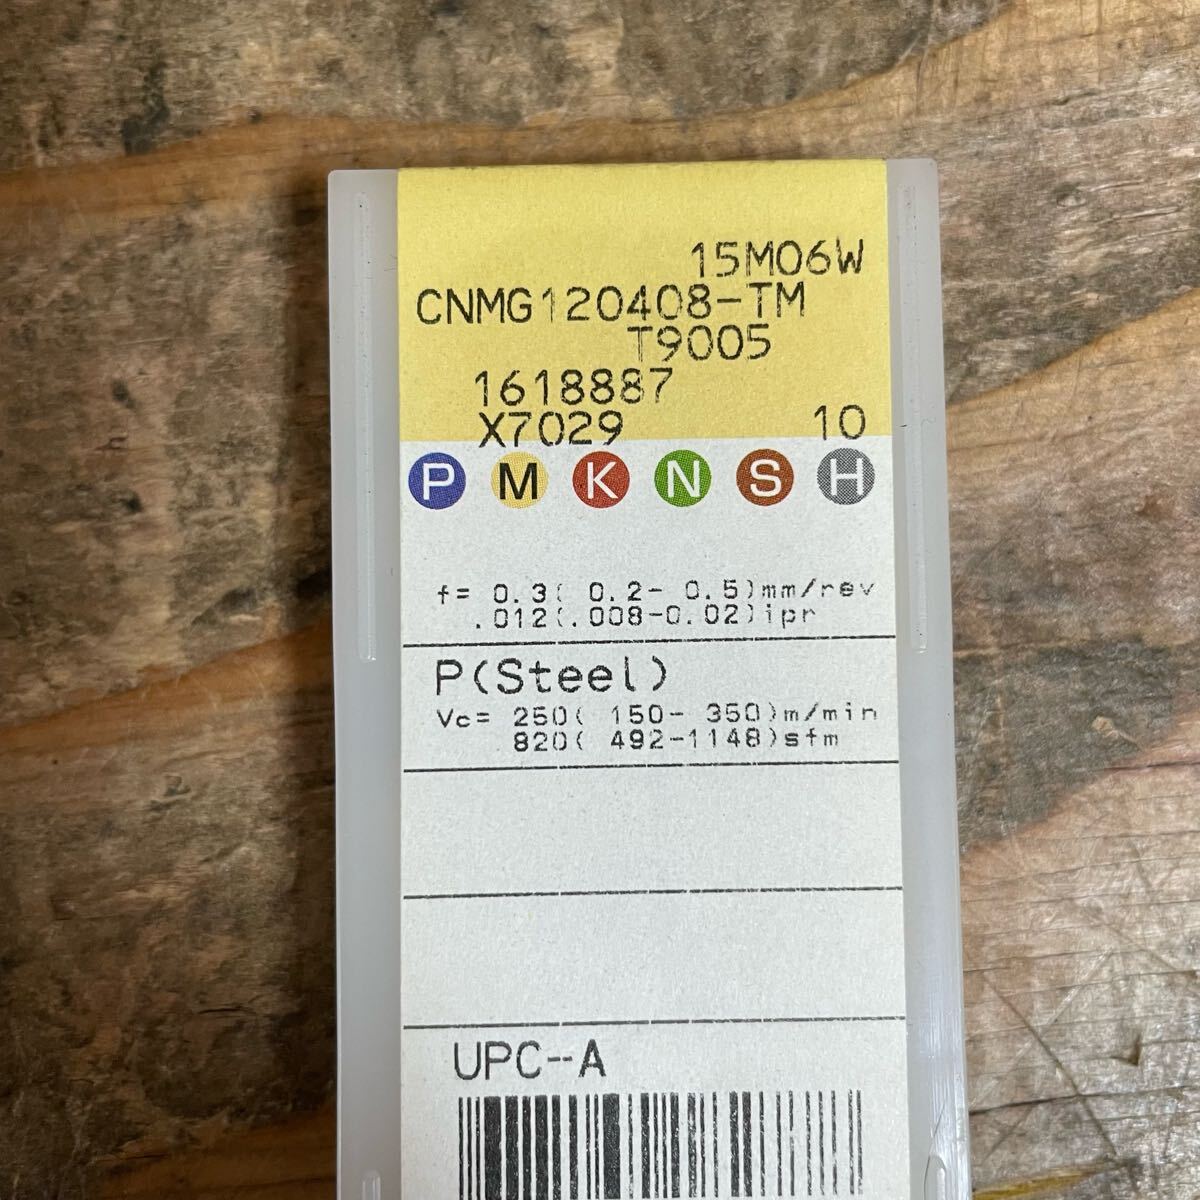 15M06W
CNMG120408-TM
T9005
1618887
X7029 10
P M K N S H
f= 0.3( 0.2- 0.5)mm/rev
.012(.008-0.02)ipr
P(Steel)
Vc= 250( 150- 350)m/min
820( 492-1148)sfm
UPC--A